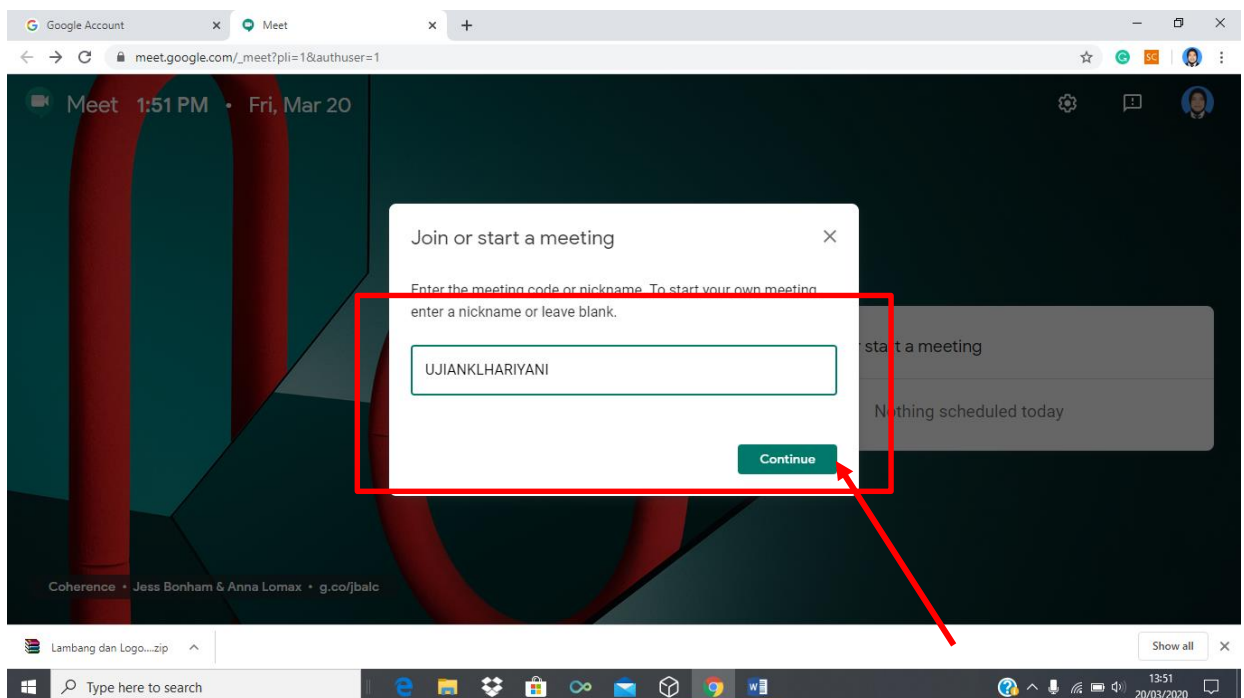 Google Account
Meet
meet.google.com/_meet?pli=1&authuser=1
SC
Meet 1:51 PM • Fri, Mar 20
Join or start a meeting
Enter the meeting code or nickname. To start your own meeting
enter a nickname or leave blank.
start a meeting
UJIANKLHARIYANI
Nothing scheduled today
Continue
Coherence • Jess Bonham & Anna Lomax • g.co/jbalc
Lambang dan Logo....zip
Show all
Type here to search
13:51
20/03/2020